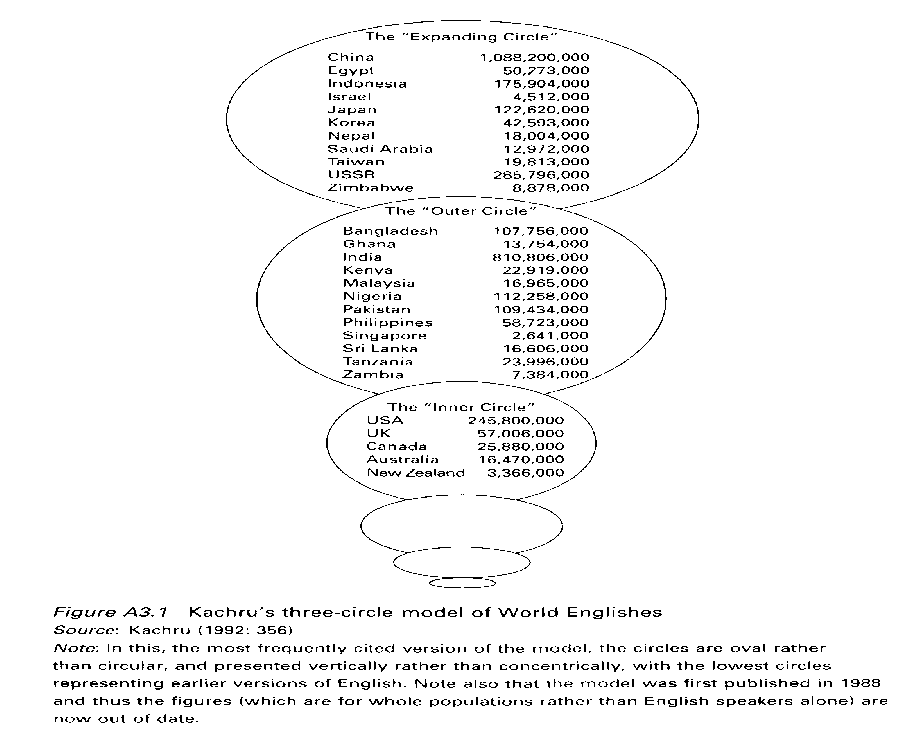 The "Expanding Circle"
China 1,088,200,000
Egypt 50,273,000
Indonesia 175,904,000
Israel 4,512,000
Japan 122,620,000
Korea 42,593,000
Nepal 18,004,000
Saudi Arabia 12,972,000
Taiwan 19,813,000
USSR 285,796,000
Zimbabwe 8,878,000
The "Outer Circle"
Bangladesh 107,756,000
Ghana 13,754,000
India 810,806,000
Kenya 22,919,000
Malaysia 16,965,000
Nigeria 112,258,000
Pakistan 109,434,000
Philippines 58,723,000
Singapore 2,641,000
Sri Lanka 16,606,000
Tanzania 23,996,000
Zambia 7,384,000
The "Inner Circle"
USA 245,800,000
UK 57,006,000
Canada 25,880,000
Australia 16,470,000
New Zealand 3,366,000
Figure A3.1 Kachru's three-circle model of World Englishes
Source: Kachru (1992: 356)
Note: In this, the most frequently cited version of the model, the circles are oval rather
than circular, and presented vertically rather than concentrically, with the lowest circles
representing earlier versions of English. Note also that the model was first published in 1988
and thus the figures (which are for whole populations rather than English speakers alone) are
now out of date.